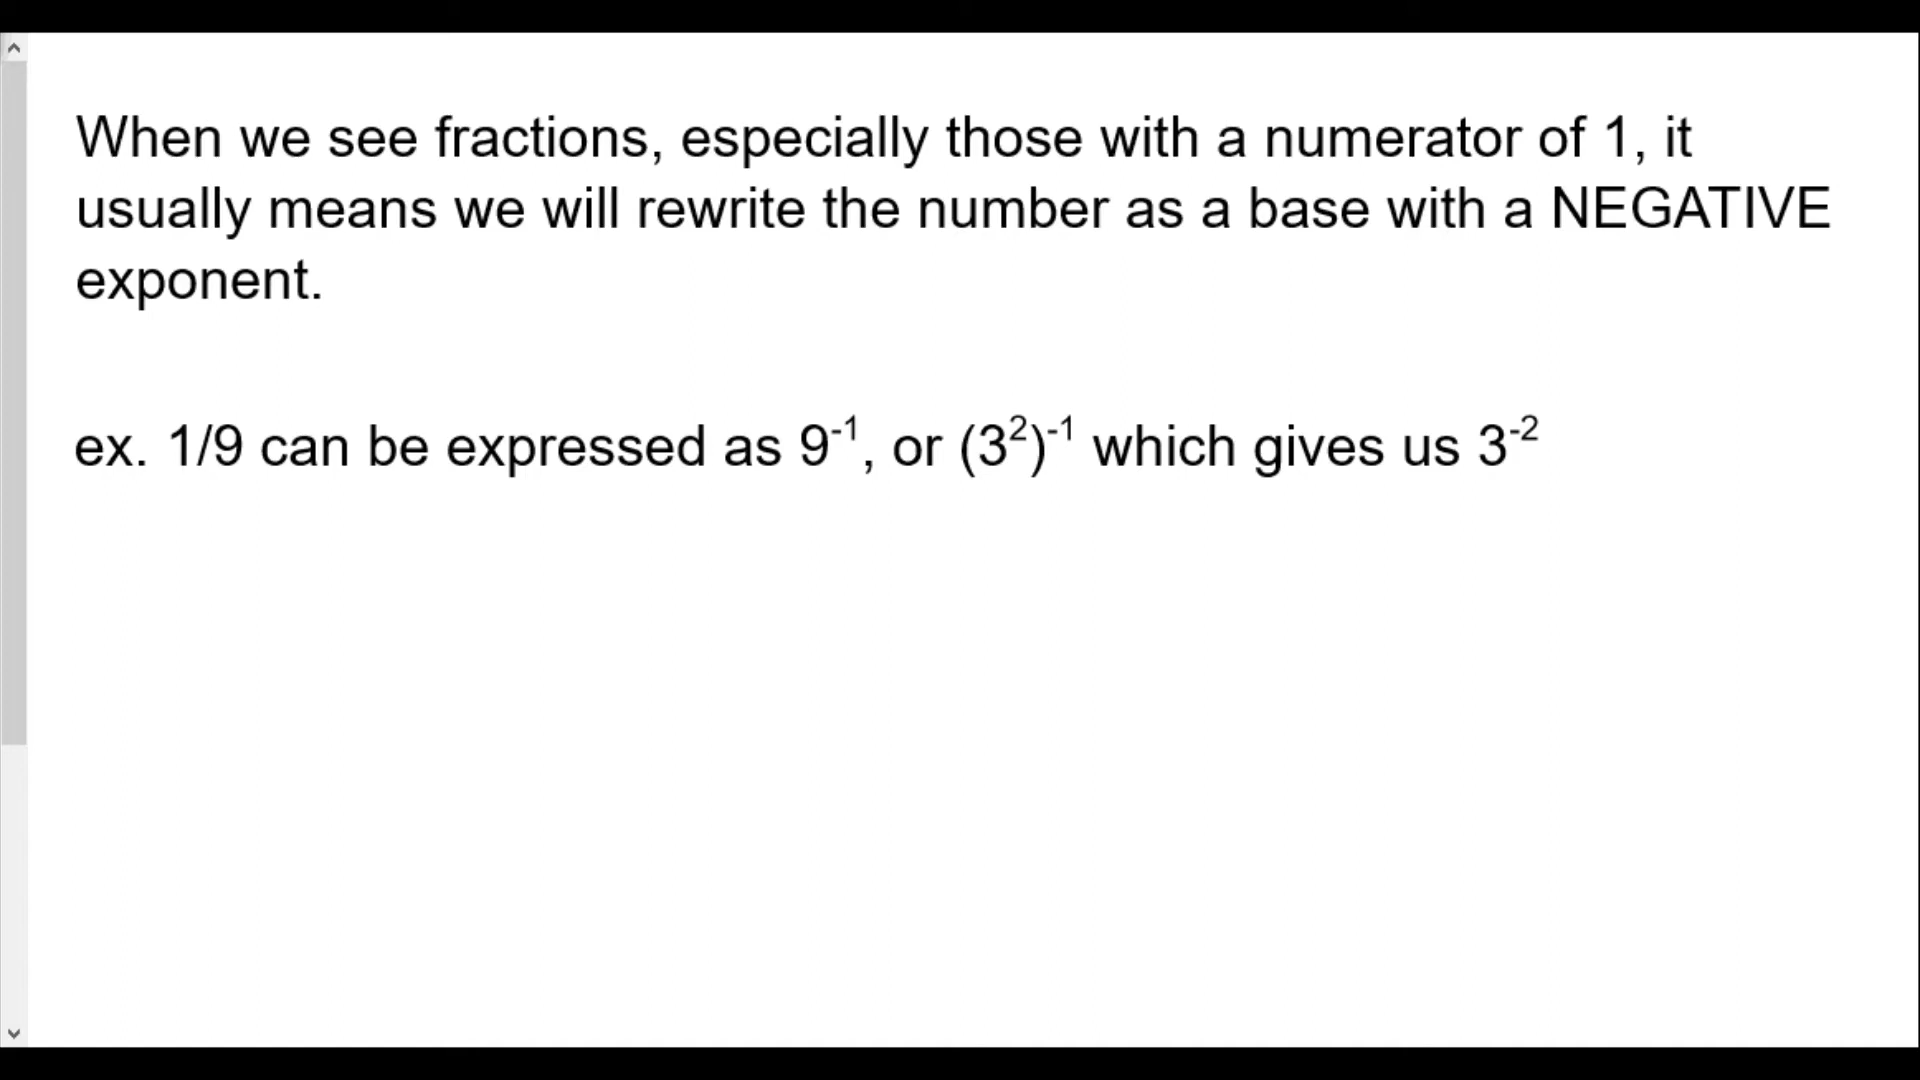 When we see fractions, especially those with a numerator of 1, it
usually means we will rewrite the number as a base with a NEGATIVE
exponent.
ex. 1/9 can be expressed as 9⁻¹, or (3²)⁻¹ which gives us 3⁻²